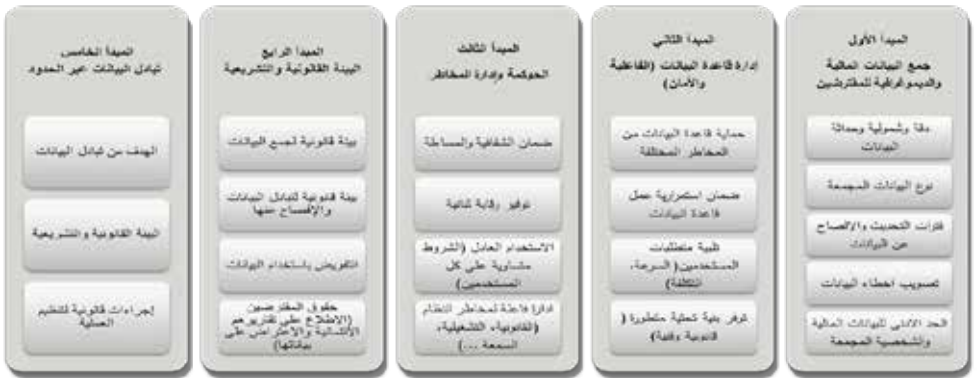 المبدأ الأول
جمع البيانات المالية
والديموغرافية للمقترضين
دقة وشمولية وحداثة
البيانات
نوع البيانات المجمعة
فترات التحديث والافصاح
عن البيانات
تصويب اخطاء البيانات
الحد الأدنى للبيانات المالية
والشخصية المجمعة
المبدأ الثاني
إدارة قاعدة البيانات (الفاعلية
والأمان)
حماية قاعدة البيانات من
المخاطر المختلفة
ضمان استمرارية عمل
قاعدة البيانات
تلبية متطلبات
المستخدمين( السرعة،
التكلفة)
توفر بنية تحتية متطورة (
قانونية وفنية)
المبدأ الثالث
الحوكمة وإدارة المخاطر
ضمان الشفافية والمساءلة
توفير رقابة ثنائية
الاستخدام العادل (الشروط
متساوية على كل
المستخدمين)
ادارة فاعلة لمخاطر النظام
(القانونية، التشغيلية،
السمعة ...)
المبدأ الرابع
البيئة القانونية والتشريعية
بيئة قانونية لجمع البيانات
بيئة قانونية لتبادل البيانات
والإفصاح عنها
التفويض باستخدام البيانات
حقوق المقترضين
(الاطلاع على تقاريرهم
الائتمانية والاعتراض على
بياناتها)
المبدأ الخامس
تبادل البيانات عبر الحدود
الهدف من تبادل البيانات
البيئة القانونية والتشريعية
إجراءات قانونية لتنظيم
العملية